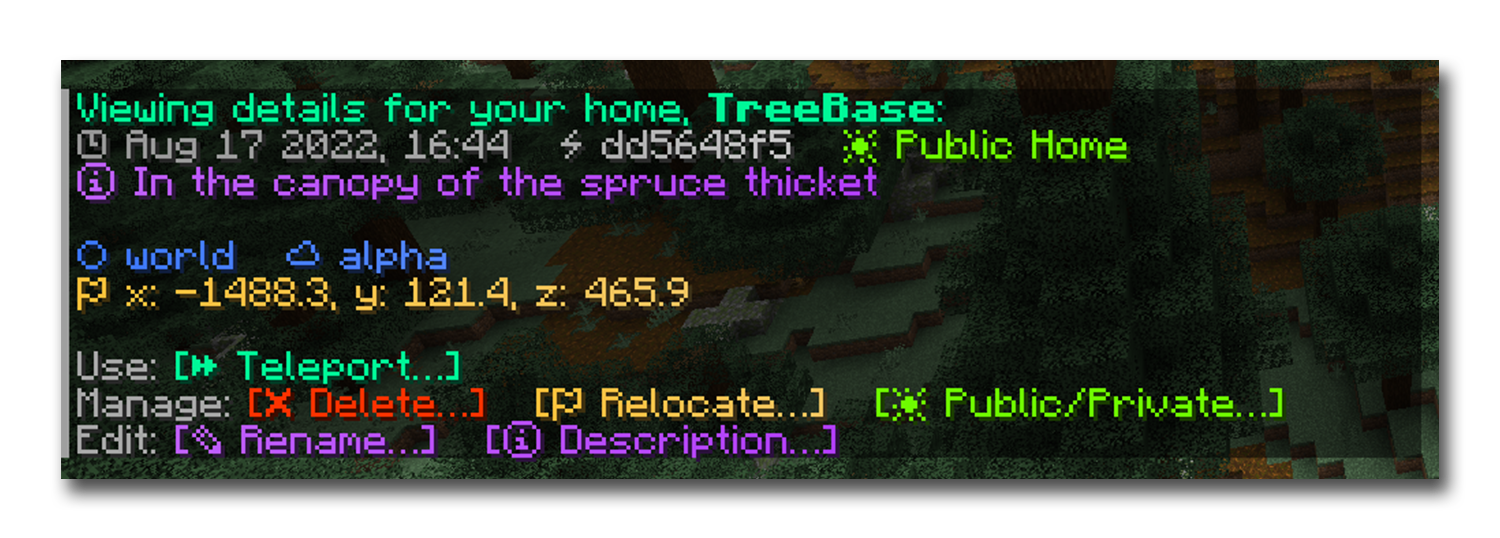 Viewing details for your home, TreeBase:
Aug 17 2022, 16:44 dd5648f5 Public Home
In the canopy of the spruce thicket
world alpha
x: -1488.3, y: 121.4, z: 465.9
Use: [Teleport...]
Manage: [Delete...] [Relocate...] [Public/Private...]
Edit: [Rename...] [Description...]